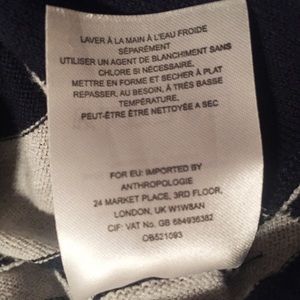 LAVER À LA MAIN À L'EAU FROIDE
SÉPARÉMENT
UTILISER UN AGENT DE BLANCHIMENT SANS
CHLORE SI NÉCESSAIRE.
METTRE EN FORME ET SECHER À PLAT
REPASSER, AU BESOIN, À TRÈS BASSE
TEMPÉRATURE.
PEUT-ÊTRE ÊTRE NETTOYÉE A SEC
FOR EU: IMPORTED BY
ANTHROPOLOGIE
24 MARKET PLACE, 3RD FLOOR,
LONDON, UK W1W8AN
CIF: VAT No. GB 684936382
OB521093